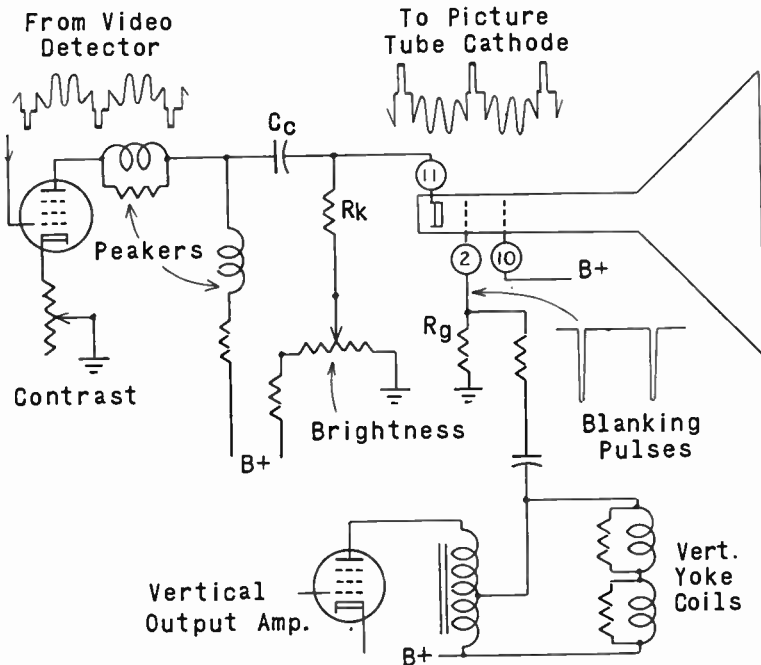 From Video
Detector
To Picture
Tube Cathode
Cc
11
Rk
Peakers
2
10
B+
Rg
Contrast
Brightness
Blanking
Pulses
B+
Vertical
Output Amp.
Vert.
Yoke
Coils
B+